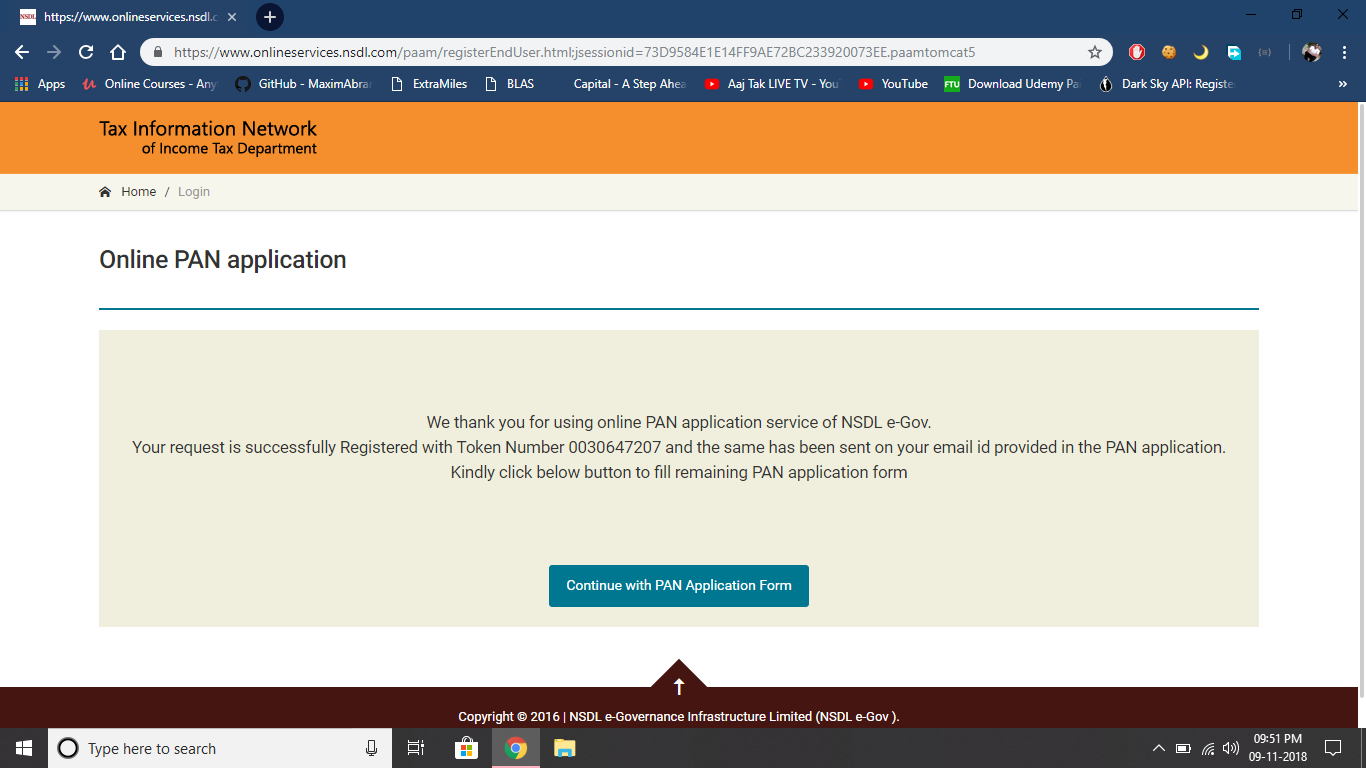 NSDL https://www.onlineservices.nsdl.c
https://www.onlineservices.nsdl.com/paam/registerEndUser.html;jsessionid=73D9584E1E14FF9AE72BC233920073EE.paamtomcat5
Apps Online Courses - Any GitHub - MaximAbra ExtraMiles BLAS Capital - A Step Ahea Aaj Tak LIVE TV - You YouTube FTU Download Udemy Pa Dark Sky API: Registe »
Tax Information Network
of Income Tax Department
Home / Login
Online PAN application
We thank you for using online PAN application service of NSDL e-Gov.
Your request is successfully Registered with Token Number 0030647207 and the same has been sent on your email id provided in the PAN application.
Kindly click below button to fill remaining PAN application form
Continue with PAN Application Form
Copyright © 2016 | NSDL e-Governance Infrastructure Limited (NSDL e-Gov ).
Type here to search
09:51 PM
09-11-2018